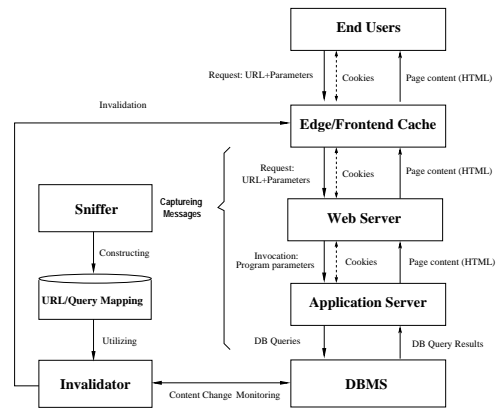 End Users
Request: URL+Parameters
Cookies
Page content (HTML)
Invalidation
Edge/Frontend Cache
Request:
URL+Parameters
Cookies
Page content (HTML)
Sniffer
Captureing
Messages
Web Server
Constructing
Invocation:
Program parameters
Cookies
Page content (HTML)
URL/Query Mapping
Application Server
Utilizing
DB Queries
DB Query Results
Invalidator
Content Change Monitoring
DBMS